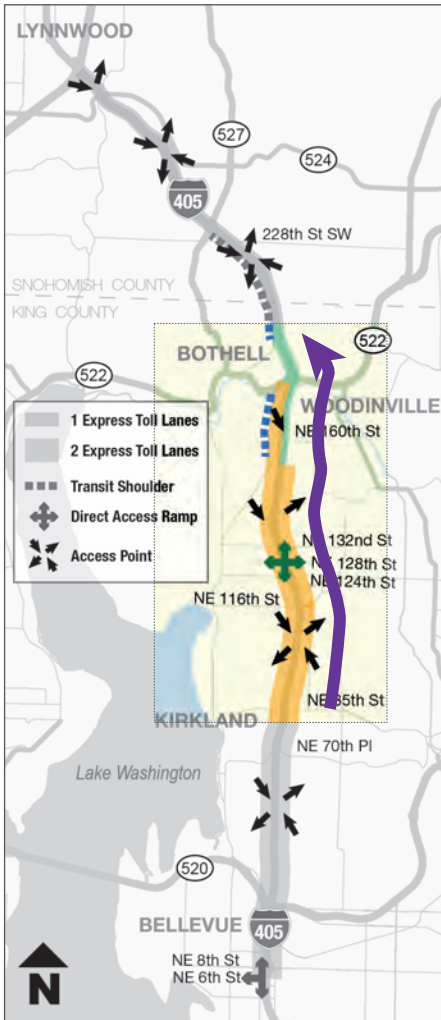 LYNNWOOD
527
524
405
228th St SW
SNOHOMISH COUNTY
KING COUNTY
522
BOTHELL
522
WOODINVILLE
1 Express Toll Lanes
2 Express Toll Lanes
Transit Shoulder
Direct Access Ramp
Access Point
NE 160th St
NE 132nd St
NE 128th St
NE 124th St
NE 116th St
NE 85th St
KIRKLAND
NE 70th Pl
Lake Washington
520
BELLEVUE
405
NE 8th St
NE 6th St
N